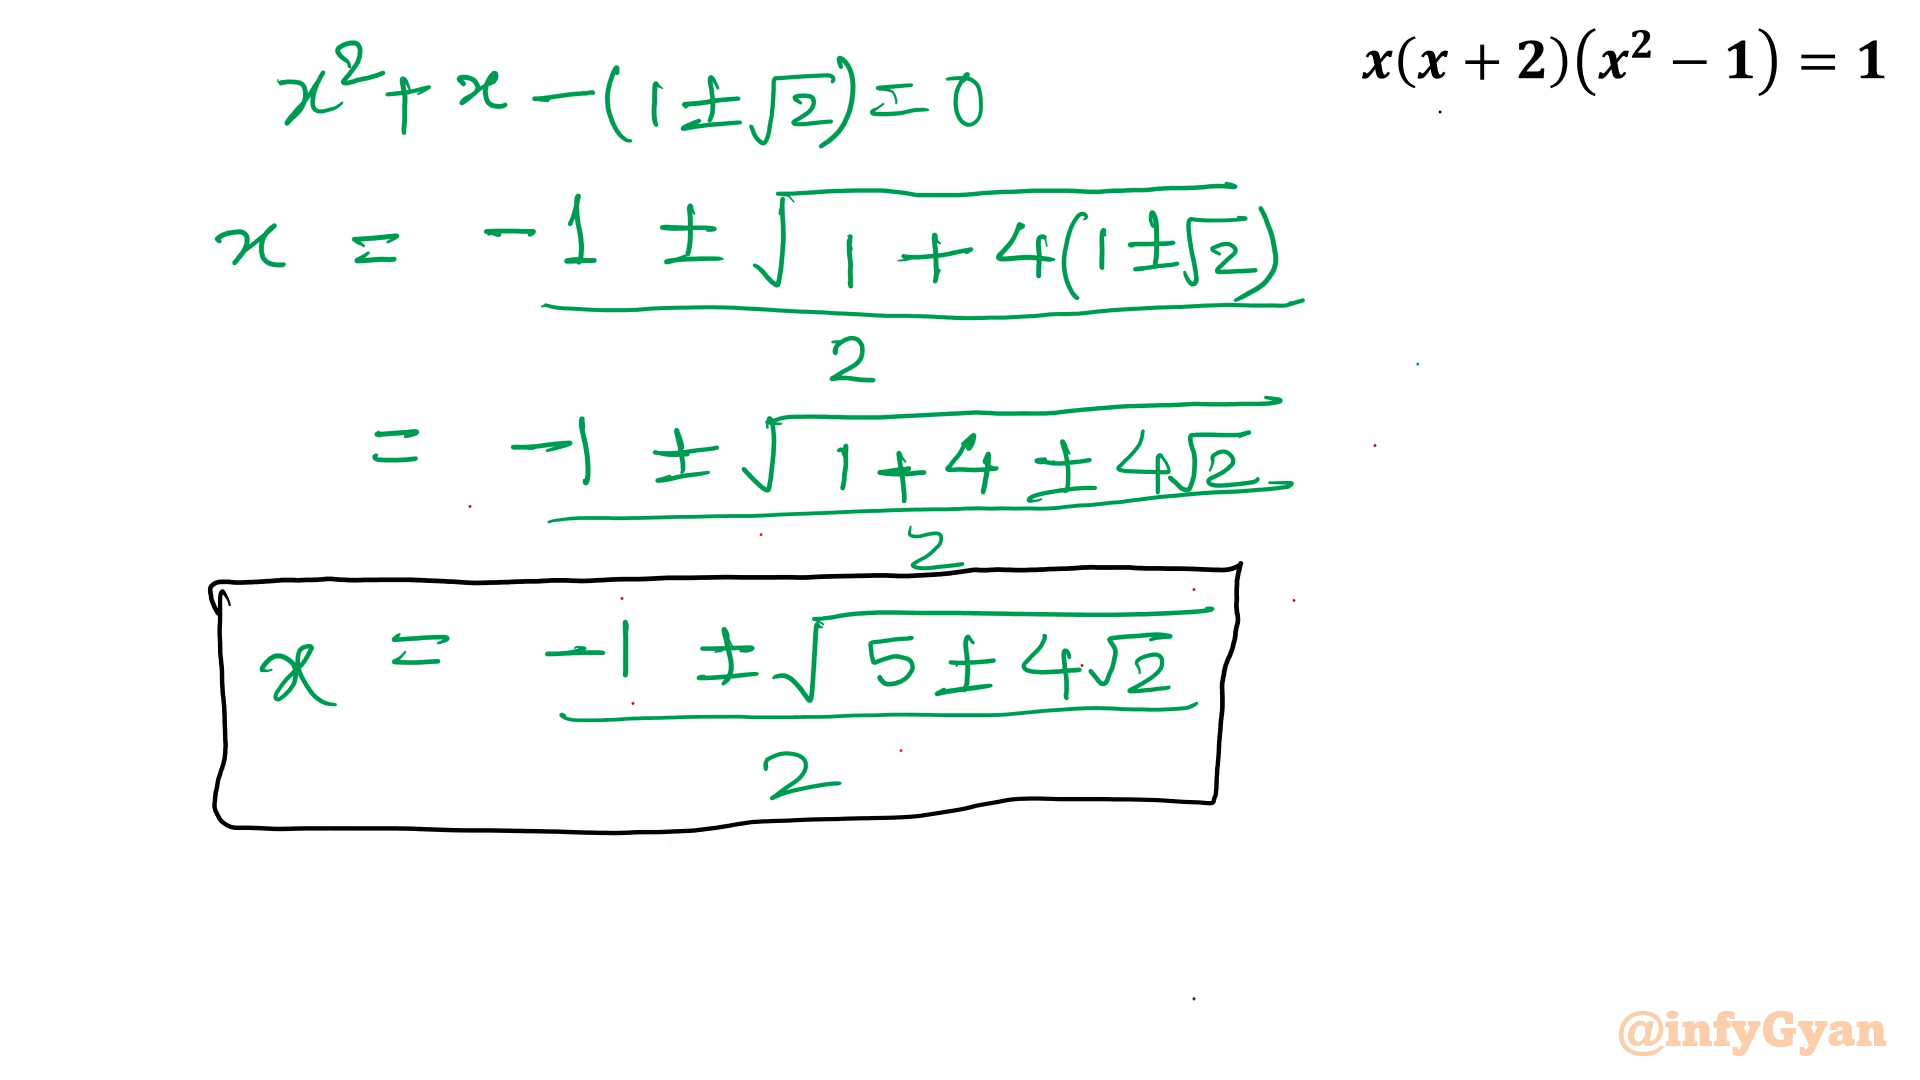 x(x + 2)(x² − 1) = 1
x² + x − (1 ± √2) = 0
x = −1 ± √(1 + 4(1 ± √2)) / 2
= −1 ± √(1 + 4 ± 4√2) / 2
x = −1 ± √(5 ± 4√2) / 2
@infyGyan